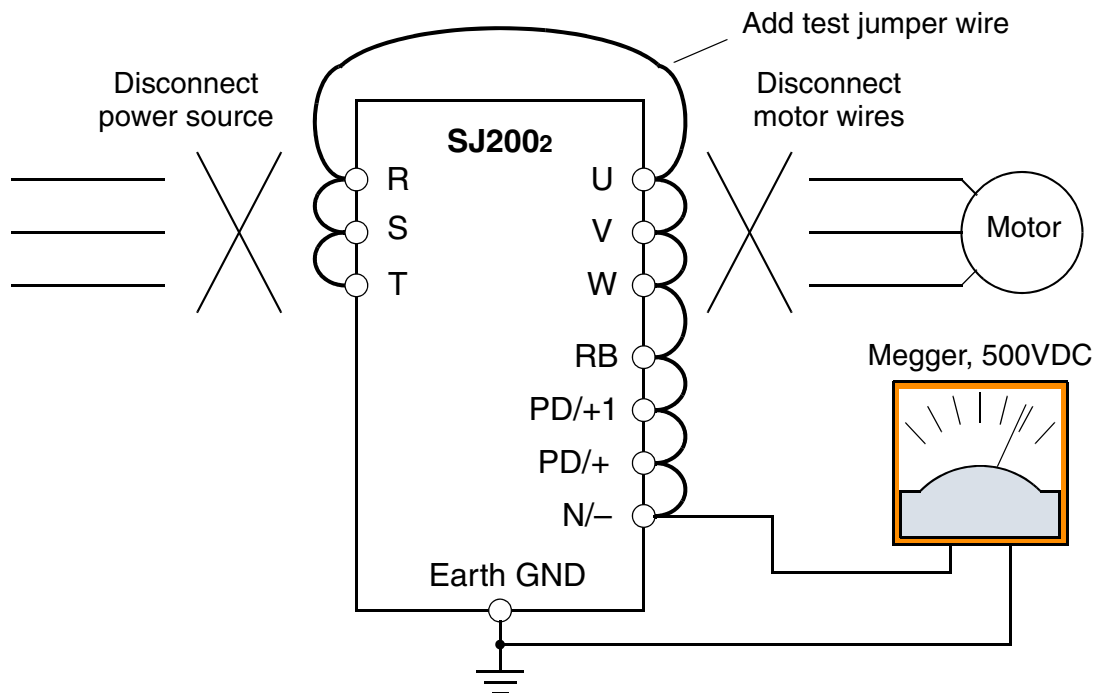 Add test jumper wire
Disconnect
power source
Disconnect
motor wires
SJ2002
R
U
S
V
Motor
T
W
RB
Megger, 500VDC
PD/+1
PD/+
N/–
Earth GND